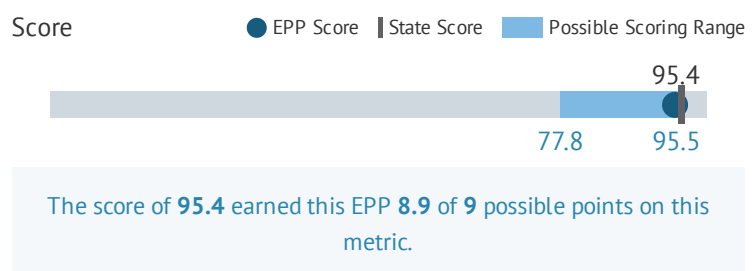 Score EPP Score State Score Possible Scoring Range
95.4
77.8 95.5
The score of 95.4 earned this EPP 8.9 of 9 possible points on this
metric.